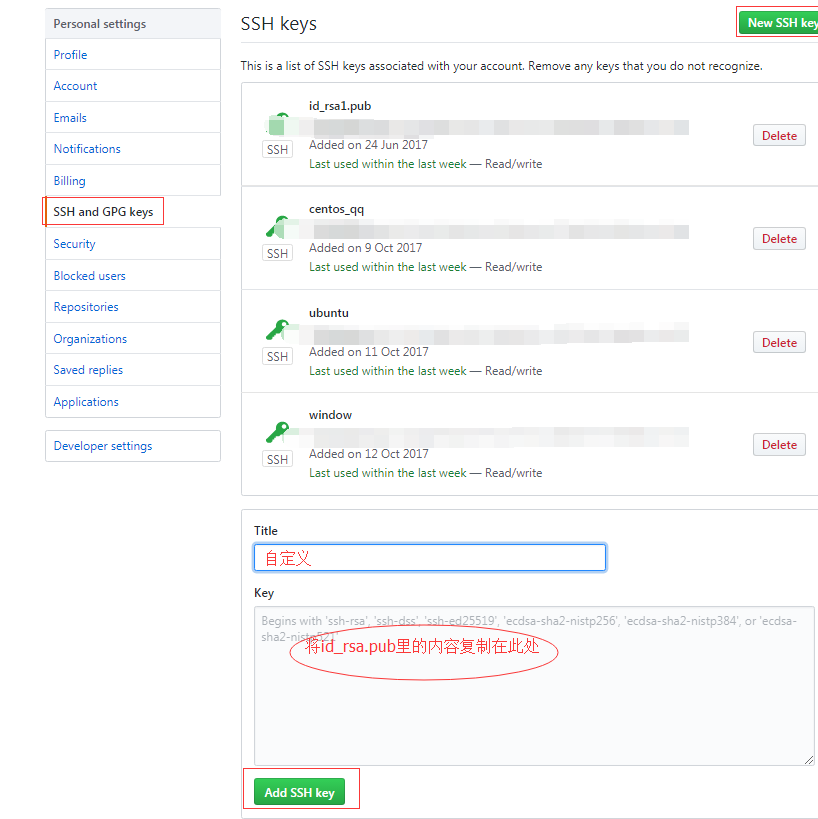 Personal settings
Profile
Account
Emails
Notifications
Billing
SSH and GPG keys
Security
Blocked users
Repositories
Organizations
Saved replies
Applications
Developer settings
SSH keys
New SSH key
This is a list of SSH keys associated with your account. Remove any keys that you do not recognize.
id_rsa1.pub
SSH
Added on 24 Jun 2017
Last used within the last week — Read/write
Delete
centos_qq
SSH
Added on 9 Oct 2017
Last used within the last week — Read/write
Delete
ubuntu
SSH
Added on 11 Oct 2017
Last used within the last week — Read/write
Delete
window
SSH
Added on 12 Oct 2017
Last used within the last week — Read/write
Delete
Title
自定义
Key
Begins with 'ssh-rsa', 'ssh-dss', 'ssh-ed25519', 'ecdsa-sha2-nistp256', 'ecdsa-sha2-nistp384', or 'ecdsa-
sha2-nistp521'
将id_rsa.pub里的内容复制在此处
Add SSH key